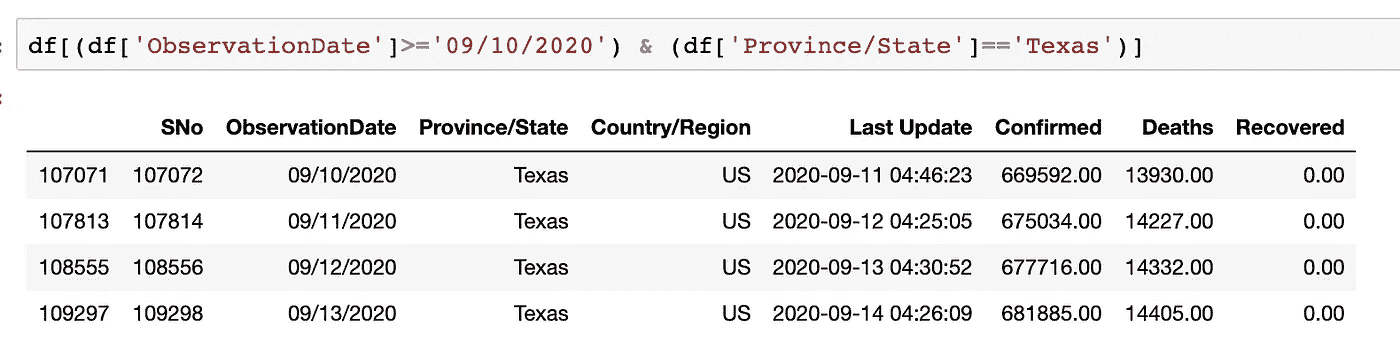 df[(df['ObservationDate']>='09/10/2020') & (df['Province/State']=='Texas')]
SNo ObservationDate Province/State Country/Region Last Update Confirmed Deaths Recovered
107071 107072 09/10/2020 Texas US 2020-09-11 04:46:23 669592.00 13930.00 0.00
107813 107814 09/11/2020 Texas US 2020-09-12 04:25:05 675034.00 14227.00 0.00
108555 108556 09/12/2020 Texas US 2020-09-13 04:30:52 677716.00 14332.00 0.00
109297 109298 09/13/2020 Texas US 2020-09-14 04:26:09 681885.00 14405.00 0.00